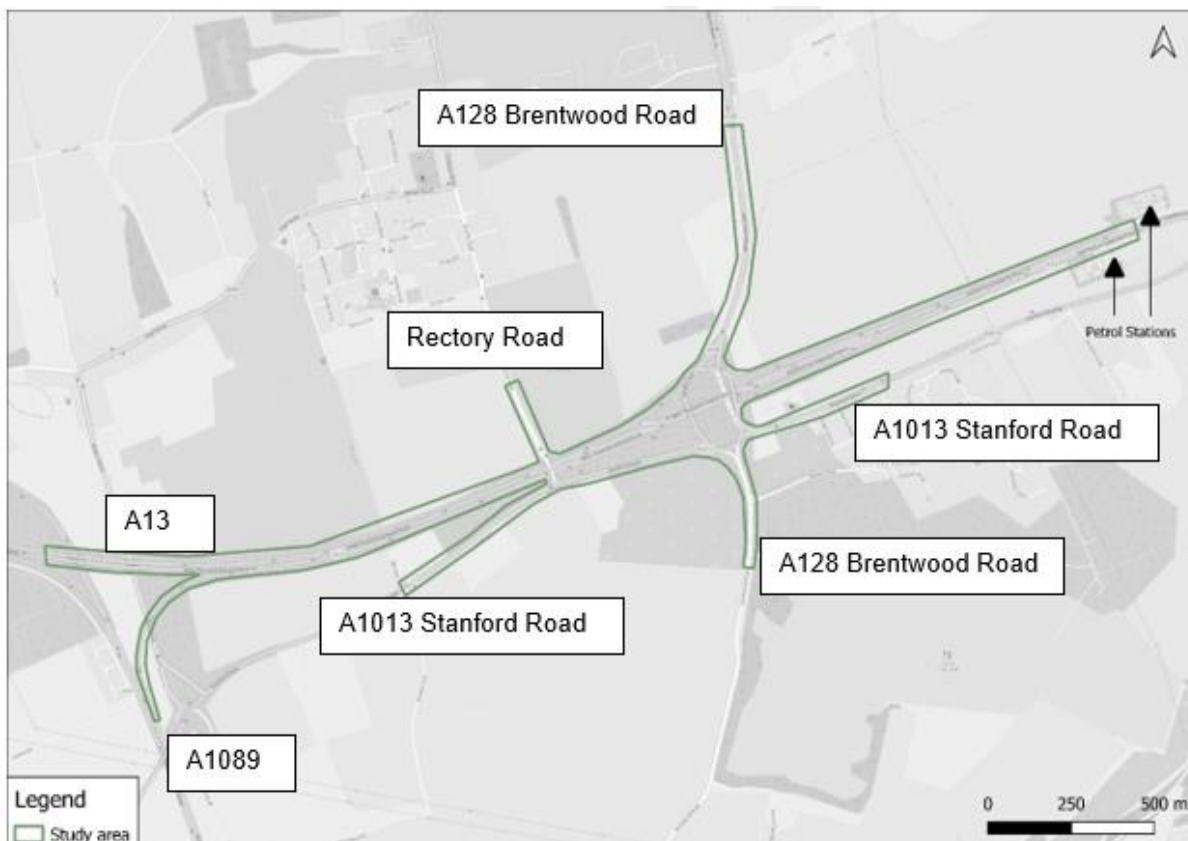 A128 Brentwood Road
Rectory Road
Petrol Stations
A1013 Stanford Road
A13
A128 Brentwood Road
A1013 Stanford Road
A1089
Legend
Study area
0 250 500 m